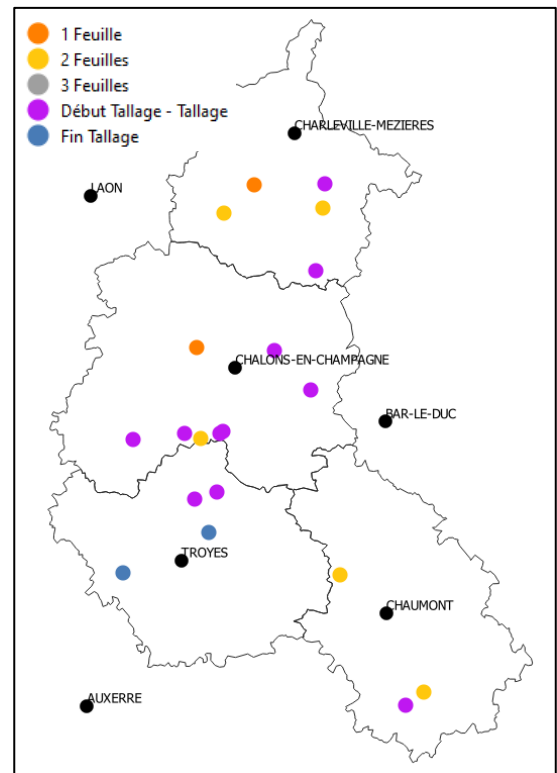 1 Feuille
2 Feuilles
3 Feuilles
Début Tallage - Tallage
Fin Tallage
CHARLEVILLE-MEZIERES
LAON
CHALONS-EN-CHAMPAGNE
BAR-LE-DUC
TROYES
CHAUMONT
AUXERRE